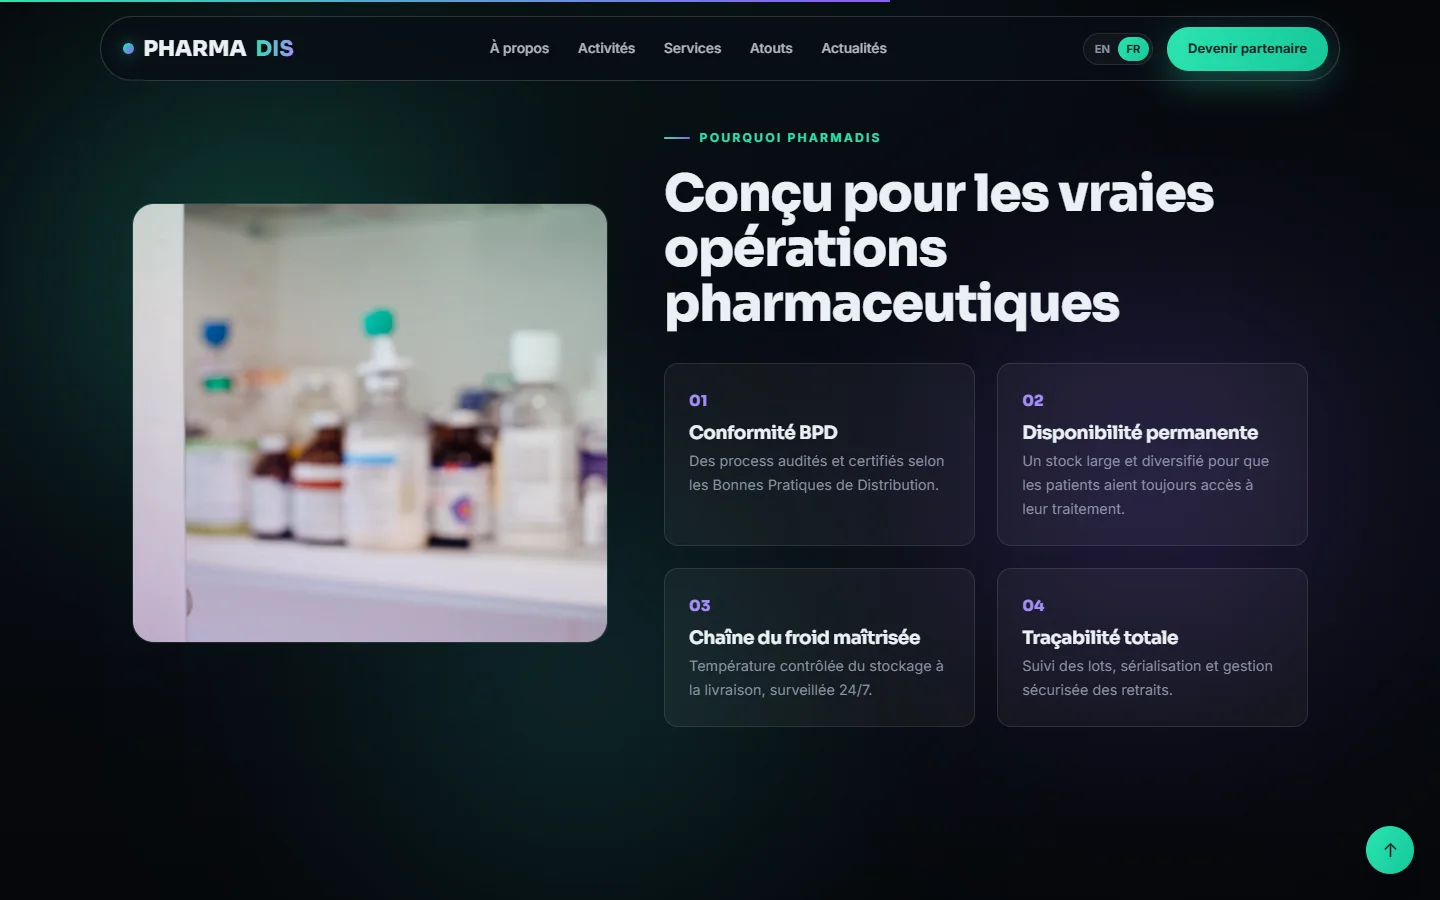 PHARMA DIS
À propos
Activités
Services
Atouts
Actualités
EN
FR
Devenir partenaire
POURQUOI PHARMADIS
Conçu pour les vraies
opérations
pharmaceutiques
01
Conformité BPD
Des process audités et certifiés selon
les Bonnes Pratiques de Distribution.
02
Disponibilité permanente
Un stock large et diversifié pour que
les patients aient toujours accès à
leur traitement.
03
Chaîne du froid maîtrisée
Température contrôlée du stockage à
la livraison, surveillée 24/7.
04
Traçabilité totale
Suivi des lots, sérialisation et gestion
sécurisée des retraits.